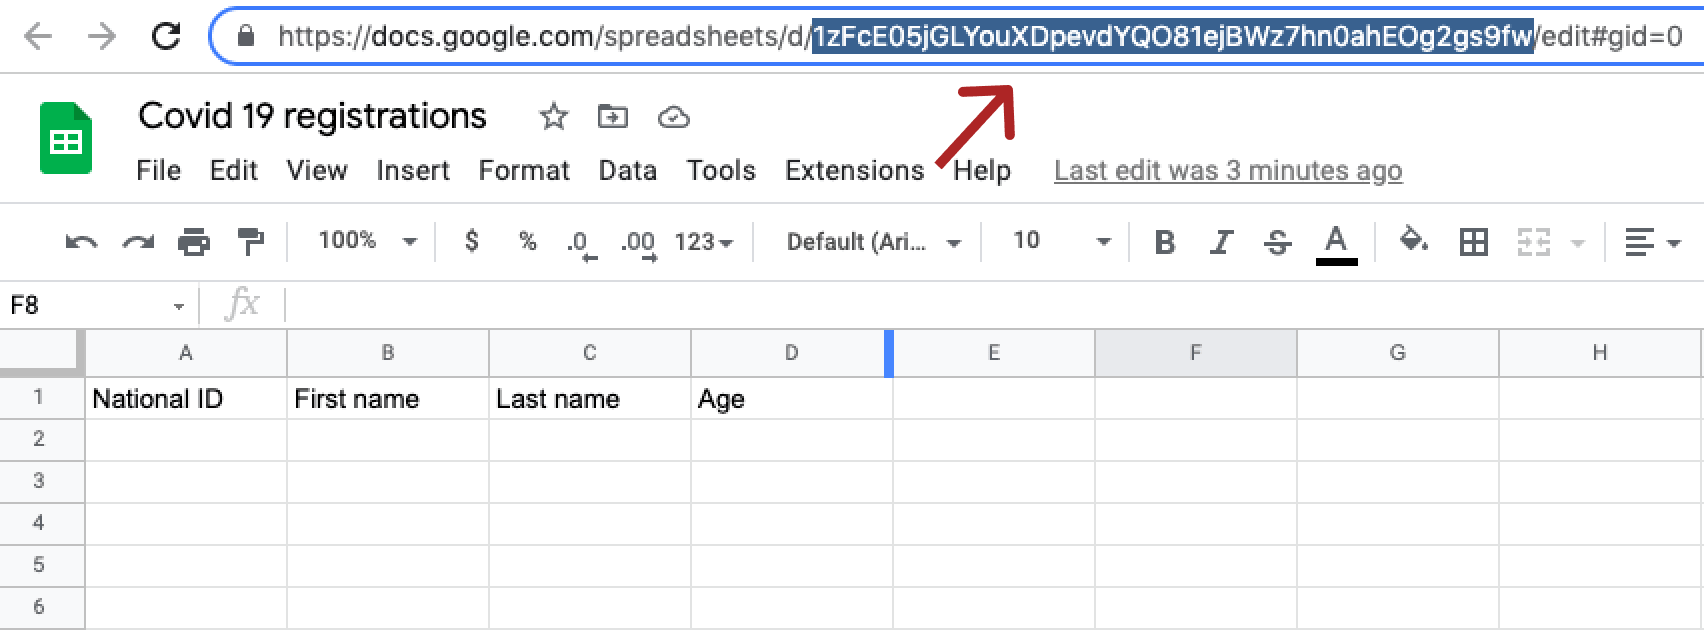 https://docs.google.com/spreadsheets/d/1zFcE05jGLYouXDpevdYQO81ejBWz7hn0ahEOg2gs9fw/edit#gid=0
Covid 19 registrations
File Edit View Insert Format Data Tools Extensions Help Last edit was 3 minutes ago
100% $ % .0 .00 123 Default (Ari... 10 B I S A
F8 fx
A B C D E F G H
1 National ID First name Last name Age
2
3
4
5
6